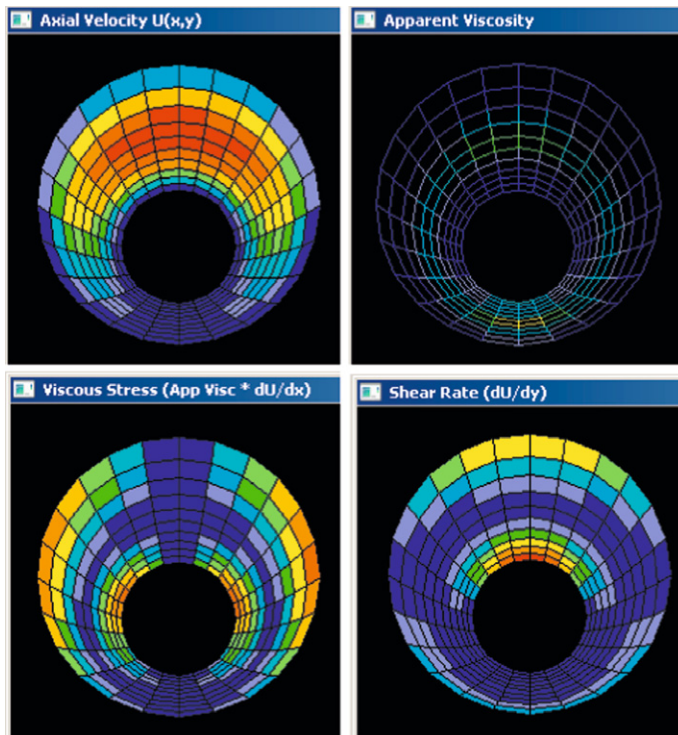 Axial Velocity U(x,y)
Apparent Viscosity
Viscous Stress (App Visc * dU/dx)
Shear Rate (dU/dy)